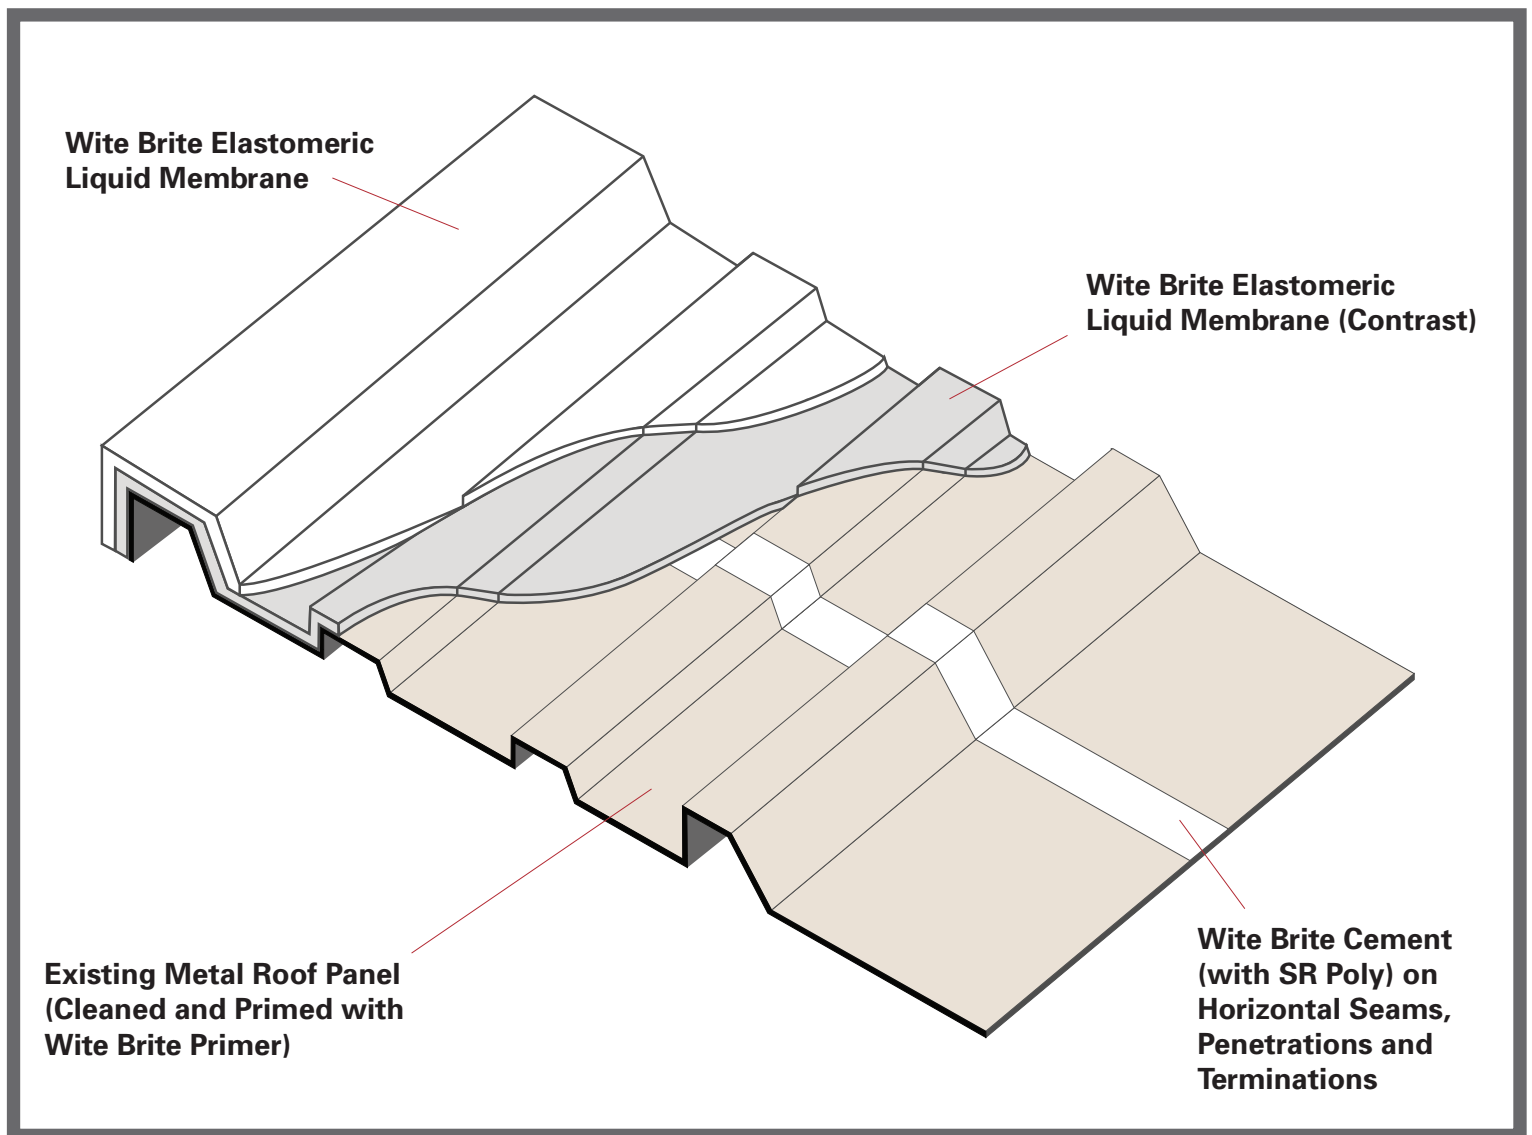 Wite Brite Elastomeric
Liquid Membrane
Wite Brite Elastomeric
Liquid Membrane (Contrast)
Existing Metal Roof Panel
(Cleaned and Primed with
Wite Brite Primer)
Wite Brite Cement
(with SR Poly) on
Horizontal Seams,
Penetrations and
Terminations